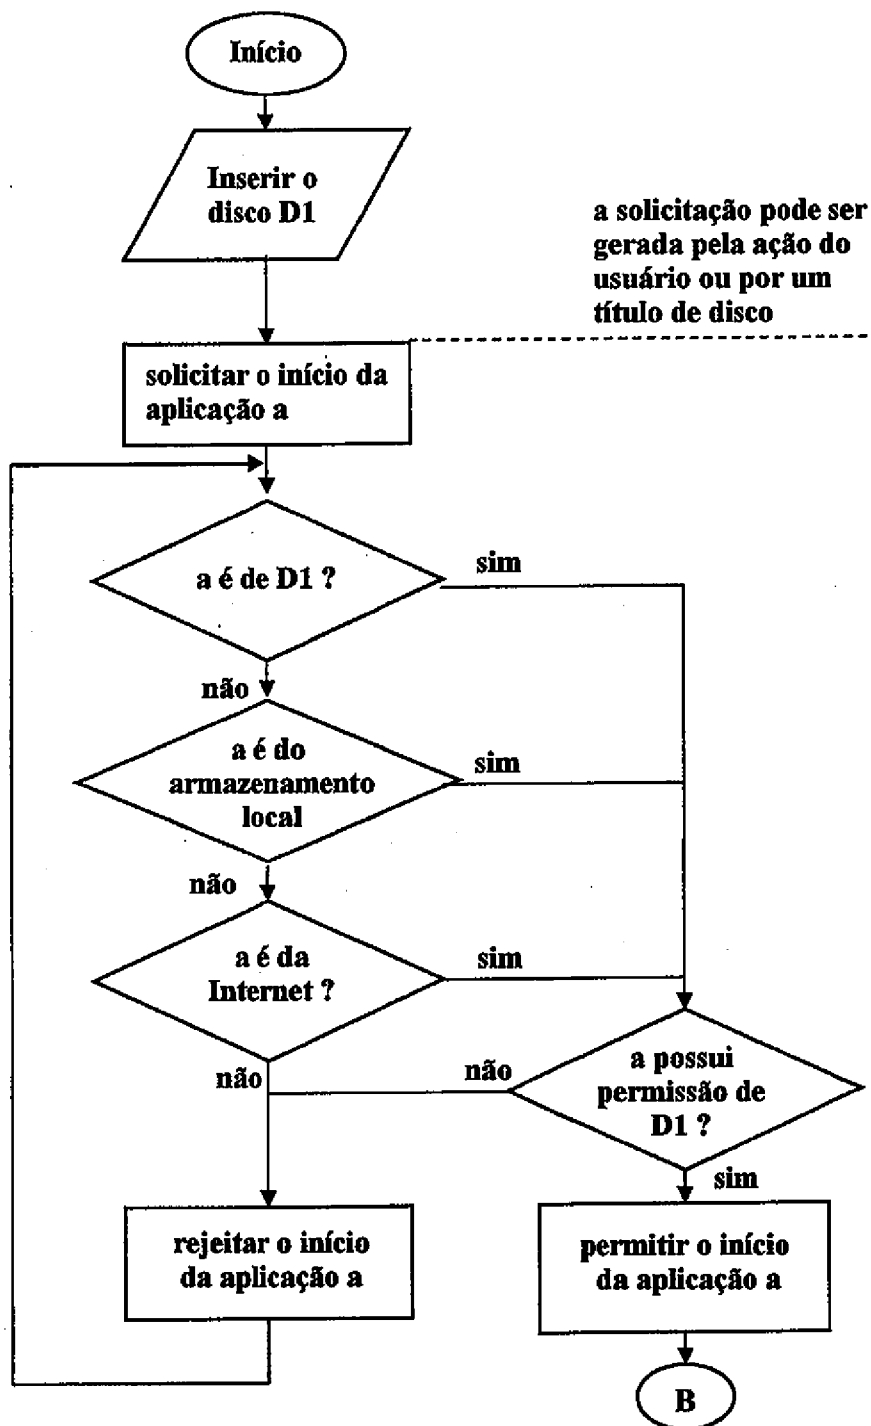 Início
Inserir o
disco D1
a solicitação pode ser
gerada pela ação do
usuário ou por um
título de disco
solicitar o início da
aplicação a
a é de D1 ?
sim
não
a é do
armazenamento
local
sim
não
a é da
Internet ?
sim
não
a possui
permissão de
D1 ?
não
sim
rejeitar o início
da aplicação a
permitir o início
da aplicação a
B